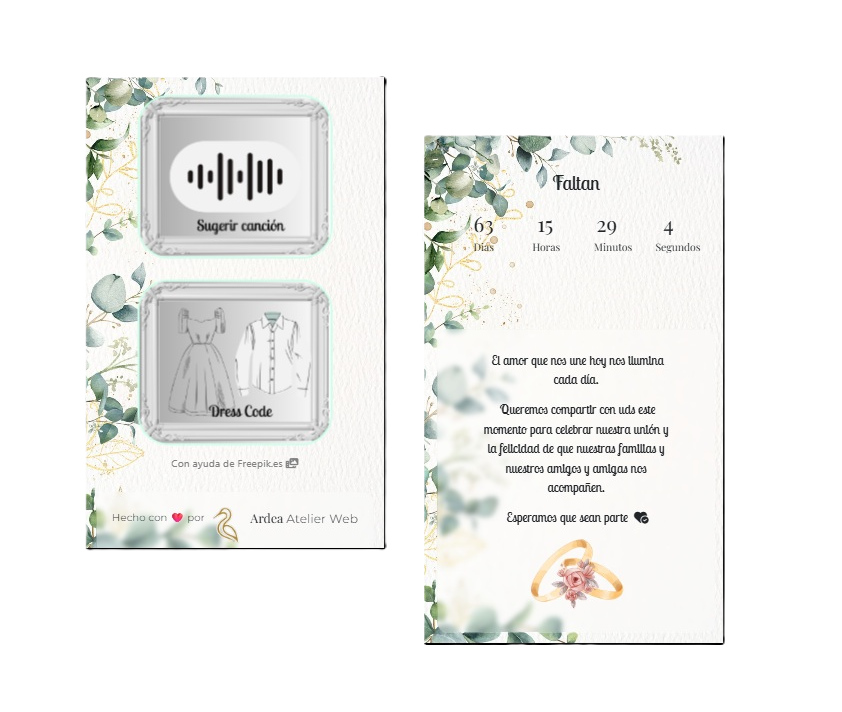 Sugerir canción
Dress Code
Con ayuda de Freepik.es
Hecho con por Ardea Atelier Web
Faltan
63 15 29 4
Días Horas Minutos Segundos
El amor que nos une hoy nos ilumina
cada día.
Queremos compartir con uds este
momento para celebrar nuestra unión y
la felicidad de que nuestras familias y
nuestros amigos y amigas nos
acompañen.
Esperamos que sean parte